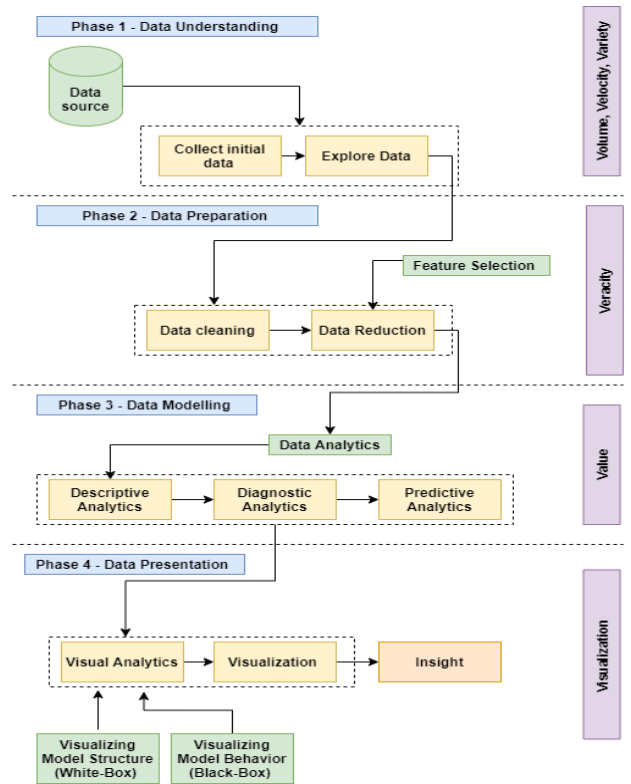 Phase 1 - Data Understanding
Data
source
Collect initial
data
Explore Data
Volume, Velocity, Variety
Phase 2 - Data Preparation
Feature Selection
Data cleaning
Data Reduction
Veracity
Phase 3 - Data Modelling
Data Analytics
Descriptive
Analytics
Diagnostic
Analytics
Predictive
Analytics
Value
Phase 4 - Data Presentation
Visual Analytics
Visualization
Insight
Visualizing
Model Structure
(White-Box)
Visualizing
Model Behavior
(Black-Box)
Visualization